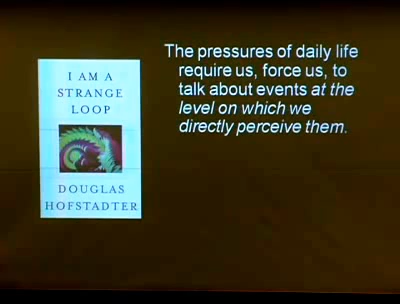 I AM A
STRANGE
LOOP
DOUGLAS
HOFSTADTER
The pressures of daily life
require us, force us, to
talk about events at the
level on which we
directly perceive them.